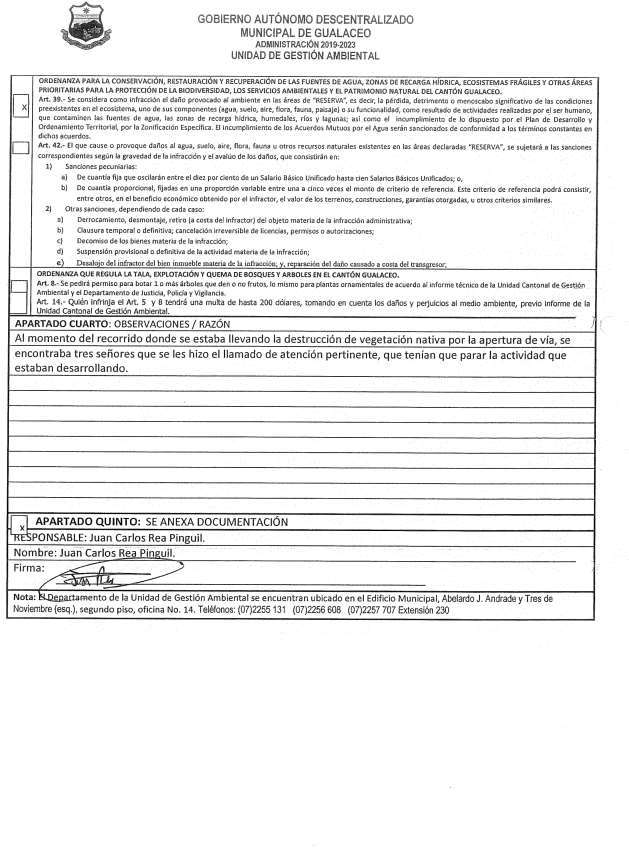 GOBIERNO AUTÓNOMO DESCENTRALIZADO
MUNICIPAL DE GUALACEO
ADMINISTRACIÓN 2019-2023
UNIDAD DE GESTIÓN AMBIENTAL
ORDENANZA PARA LA CONSERVACIÓN, RESTAURACIÓN Y RECUPERACIÓN DE LAS FUENTES DE AGUA, ZONAS DE RECARGA HÍDRICA, ECOSISTEMAS FRÁGILES Y OTRAS ÁREAS
PRIORITARIAS PARA LA PROTECCIÓN DE LA BIODIVERSIDAD, LOS SERVICIOS AMBIENTALES Y EL PATRIMONIO NATURAL DEL CANTÓN GUALACEO.
X Art. 39.- Se considera como infracción el daño provocado al ambiente en las áreas de "RESERVA", es decir, la pérdida, detrimento o menoscabo significativo de las condiciones
preexistentes en el ecosistema, uno de sus componentes (agua, suelo, aire, flora, fauna, paisaje) o su funcionalidad, como resultado de actividades realizadas por el ser humano,
que contaminen las fuentes de agua, las zonas de recarga hídrica, humedales, ríos y lagunas; así como el incumplimiento de lo dispuesto por el Plan de Desarrollo y
Ordenamiento Territorial, por la Zonificación Específica. El incumplimiento de los Acuerdos Mutuos por el Agua serán sancionados de conformidad a los términos constantes en
dichos acuerdos.
Art. 42.- El que cause o provoque daños al agua, suelo, aire, flora, fauna u otros recursos naturales existentes en las áreas declaradas "RESERVA", se sujetará a las sanciones
correspondientes según la gravedad de la infracción y el avalúo de los daños, que consistirán en:
1) Sanciones pecuniarias:
a) De cuantía fija que oscilarán entre el diez por ciento de un Salario Básico Unificado hasta cien Salarios Básicos Unificados; o,
b) De cuantía proporcional, fijadas en una proporción variable entre una a cinco veces el monto de criterio de referencia. Este criterio de referencia podrá consistir,
entre otros, en el beneficio económico obtenido por el infractor, el valor de los terrenos, construcciones, garantías otorgadas, u otros criterios similares.
2) Otras sanciones, dependiendo de cada caso:
a) Derrocamiento, desmontaje, retiro (a costa del infractor) del objeto materia de la infracción administrativa;
b) Clausura temporal o definitiva; cancelación irreversible de licencias, permisos o autorizaciones;
c) Decomiso de los bienes materia de la infracción;
d) Suspensión provisional o definitiva de la actividad materia de la infracción;
e) Desalojo del infractor del bien inmueble materia de la infracción; y, reparación del daño causado a costa del transgresor.
ORDENANZA QUE REGULA LA TALA, EXPLOTACIÓN Y QUEMA DE BOSQUES Y ARBOLES EN EL CANTÓN GUALACEO.
Art. 8.- Se pedirá permiso para botar 1 o más árboles que den o no frutos, lo mismo para plantas ornamentales de acuerdo al informe técnico de la Unidad Cantonal de Gestión
Ambiental y el Departamento de Justicia, Policía y Vigilancia.
Art. 14.- Quién infrinja el Art. 5 y 8 tendrá una multa de hasta 200 dólares, tomando en cuenta los daños y perjuicios al medio ambiente, previo informe de la
Unidad Cantonal de Gestión Ambiental.
APARTADO CUARTO: OBSERVACIONES / RAZÓN
Al momento del recorrido donde se estaba llevando la destrucción de vegetación nativa por la apertura de vía, se
encontraba tres señores que se les hizo el llamado de atención pertinente, que tenían que parar la actividad que
estaban desarrollando.
X APARTADO QUINTO: SE ANEXA DOCUMENTACIÓN
RESPONSABLE: Juan Carlos Rea Pinguil.
Nombre: Juan Carlos Rea Pinguil.
Firma:
Nota: El Departamento de la Unidad de Gestión Ambiental se encuentran ubicado en el Edificio Municipal, Abelardo J. Andrade y Tres de
Noviembre (esq.), segundo piso, oficina No. 14. Teléfonos: (07)2255 131 (07)2256 608 (07)2257 707 Extensión 230